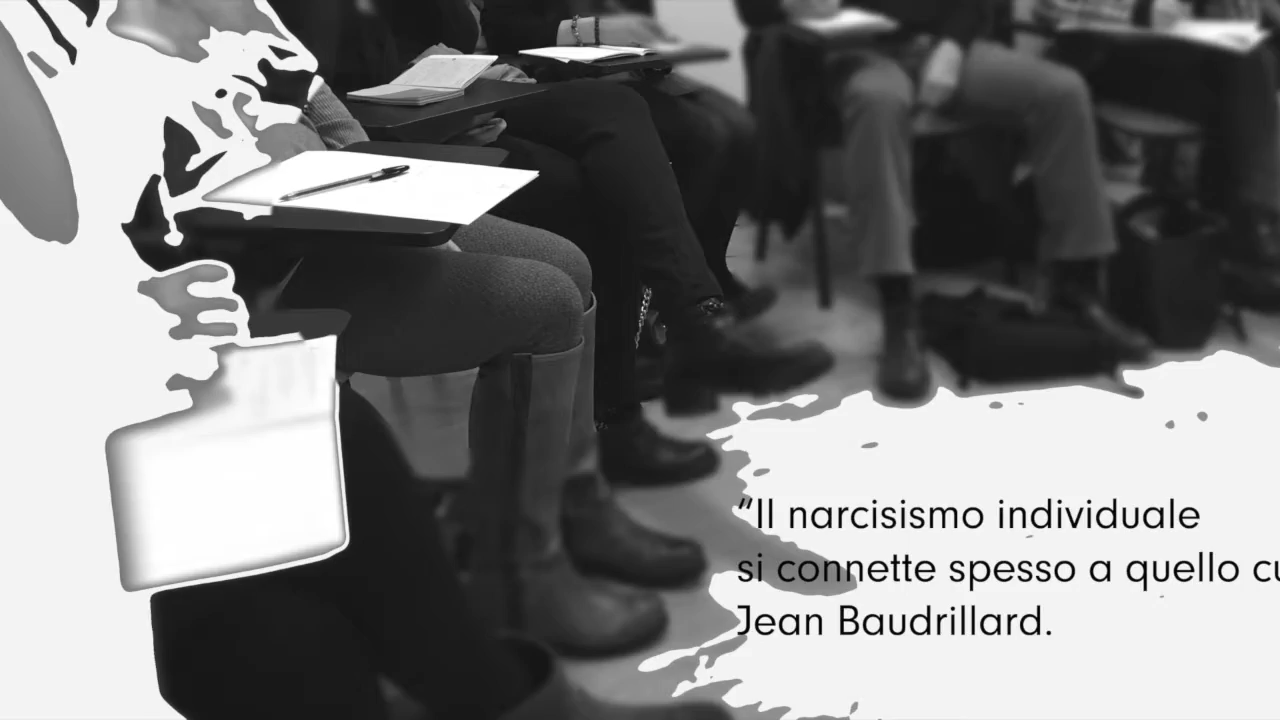 “Il narcisismo individuale
si connette spesso a quello cu
Jean Baudrillard.